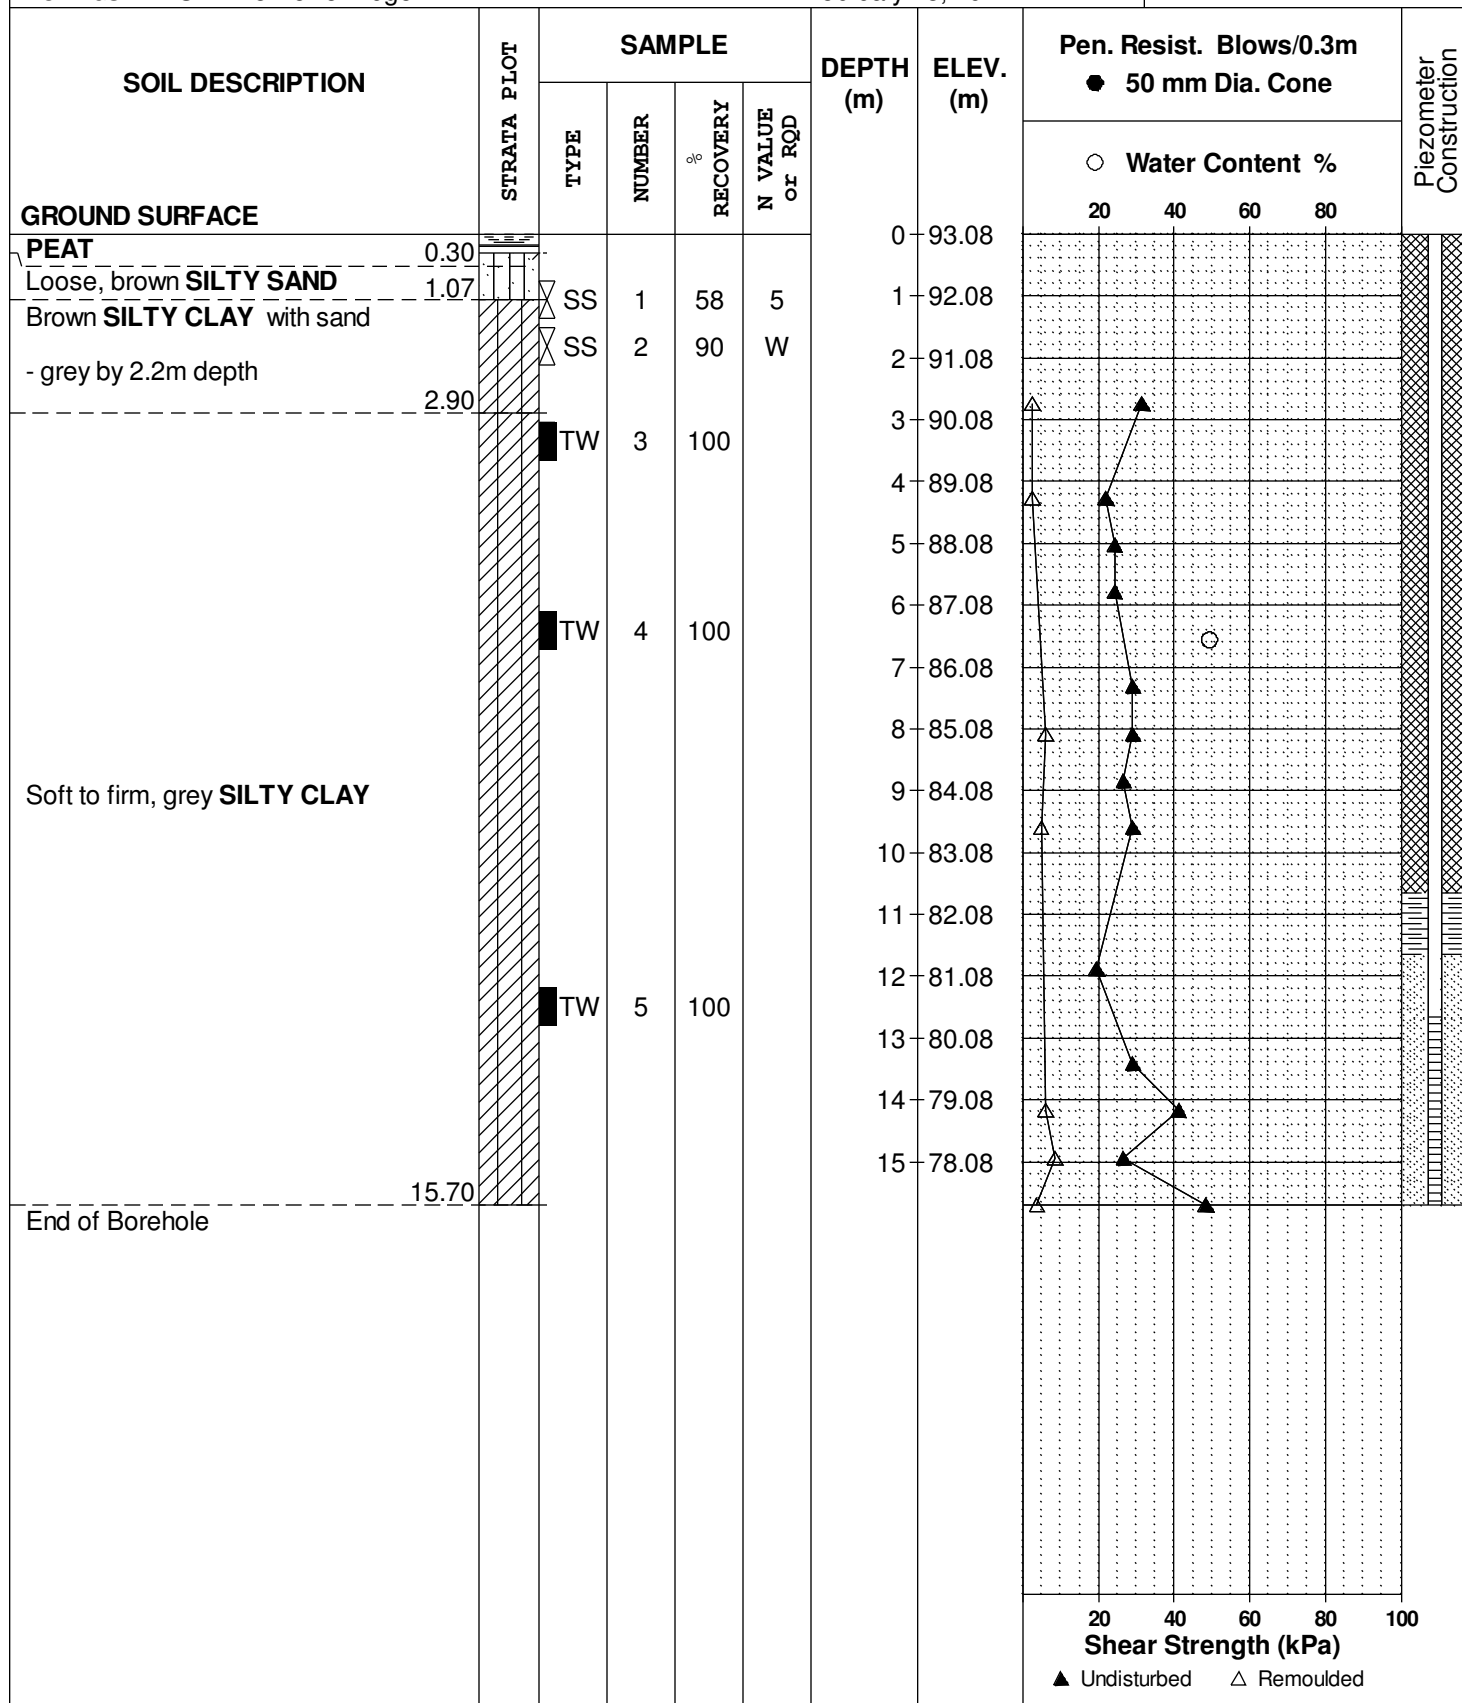 SOIL DESCRIPTION
STRATA PLOT
SAMPLE
TYPE
NUMBER
% RECOVERY
N VALUE or RQD
DEPTH (m)
ELEV. (m)
Pen. Resist. Blows/0.3m
● 50 mm Dia. Cone
○ Water Content %
20 40 60 80
Piezometer Construction
GROUND SURFACE
0 93.08
PEAT 0.30
Loose, brown SILTY SAND 1.07
SS 1 58 5
1 92.08
Brown SILTY CLAY with sand
SS 2 90 W
2 91.08
- grey by 2.2m depth
2.90
3 90.08
TW 3 100
4 89.08
5 88.08
6 87.08
TW 4 100
7 86.08
8 85.08
Soft to firm, grey SILTY CLAY
9 84.08
10 83.08
11 82.08
12 81.08
TW 5 100
13 80.08
14 79.08
15 78.08
15.70
End of Borehole
20 40 60 80 100
Shear Strength (kPa)
▲ Undisturbed △ Remoulded